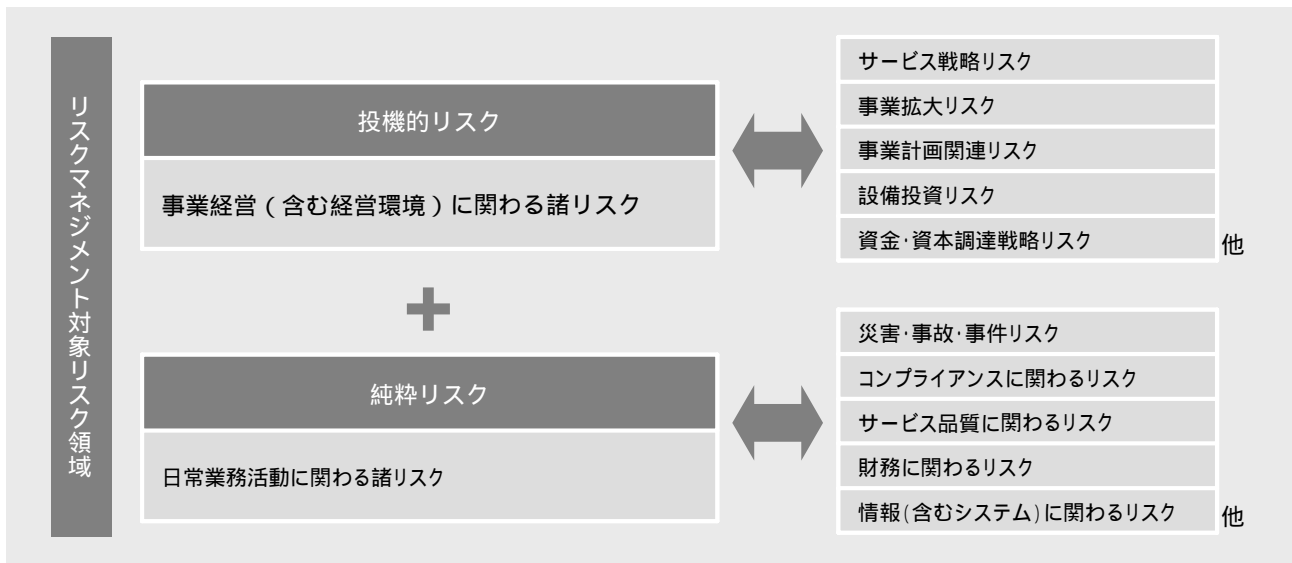 リスクマネジメント対象リスク領域
投機的リスク
事業経営(含む経営環境)に関わる諸リスク
サービス戦略リスク
事業拡大リスク
事業計画関連リスク
設備投資リスク
資金・資本調達戦略リスク
他
純粋リスク
日常業務活動に関わる諸リスク
災害・事故・事件リスク
コンプライアンスに関わるリスク
サービス品質に関わるリスク
財務に関わるリスク
情報(含むシステム)に関わるリスク
他